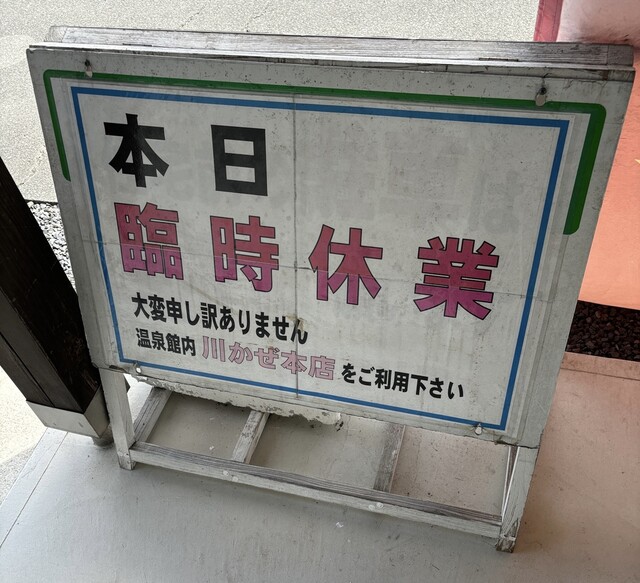 本日
臨時休業
大変申し訳ありません
温泉館内 川かぜ本店 をご利用下さい